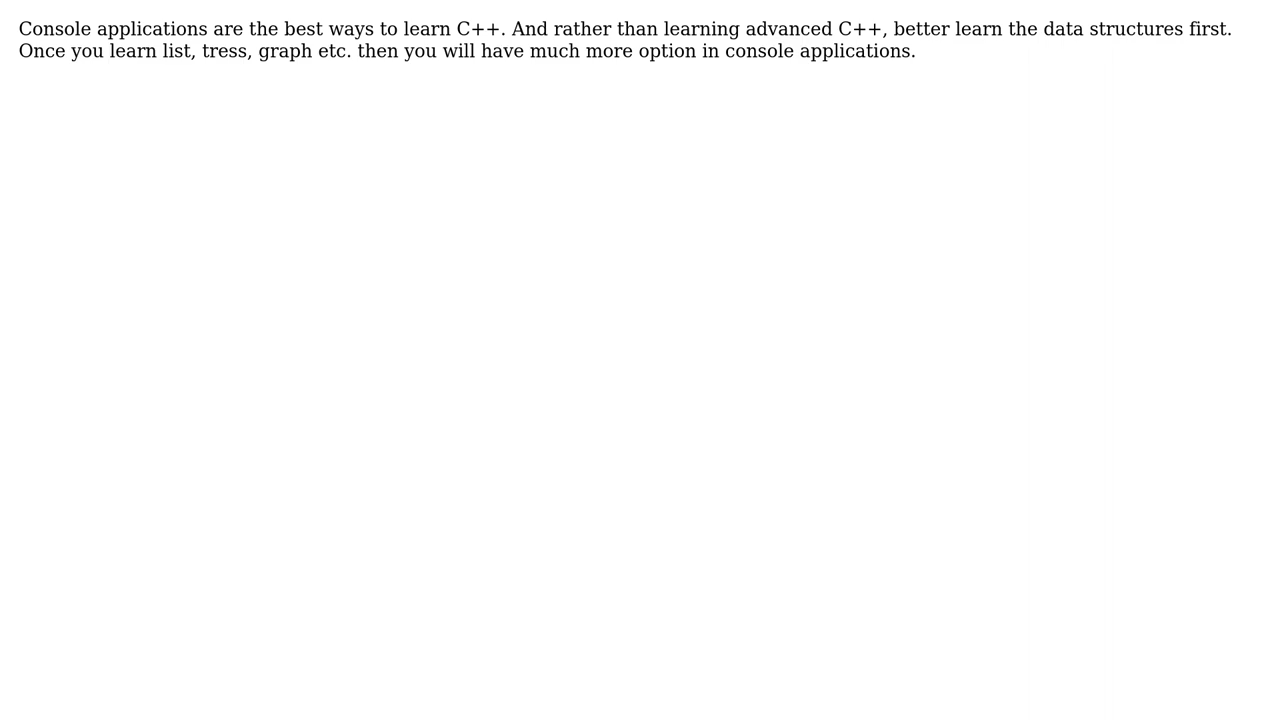 Console applications are the best ways to learn C++. And rather than learning advanced C++, better learn the data structures first.
Once you learn list, tress, graph etc. then you will have much more option in console applications.